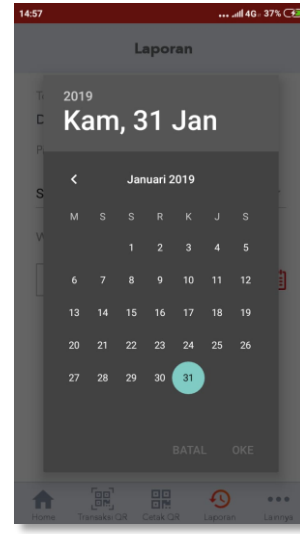 14:57 ... 4G 37%
Laporan
2019
Kam, 31 Jan
Januari 2019
M S S R K J S
1 2 3 4 5
6 7 8 9 10 11 12
13 14 15 16 17 18 19
20 21 22 23 24 25 26
27 28 29 30 31
BATAL OKE
Home Transaksi QR Cetak QR Laporan Lainnya